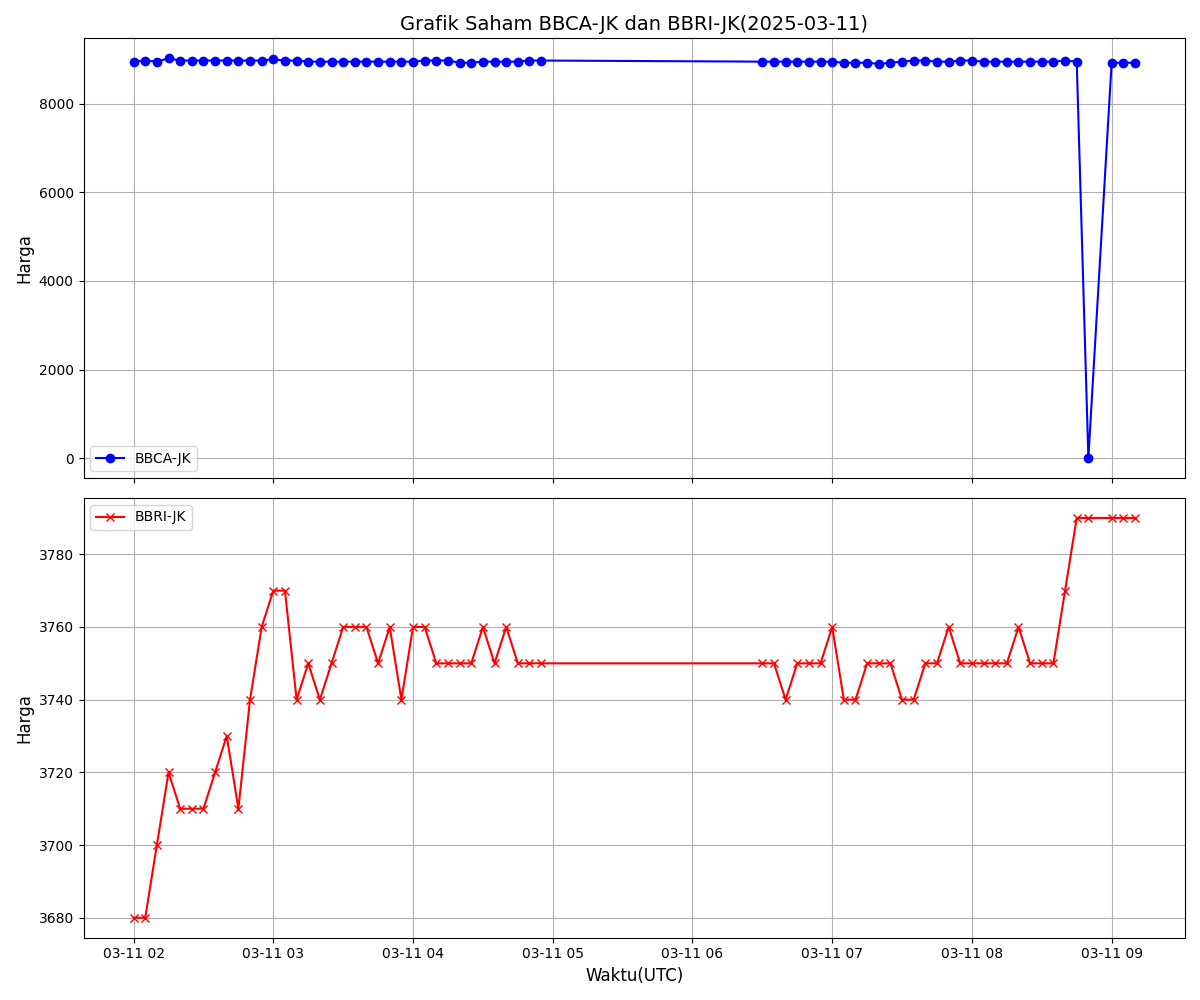 Grafik Saham BBCA-JK dan BBRI-JK(2025-03-11)
8000
6000
4000
2000
0
Harga
BBCA-JK
BBRI-JK
3780
3760
3740
3720
3700
3680
Harga
03-11 02 03-11 03 03-11 04 03-11 05 03-11 06 03-11 07 03-11 08 03-11 09
Waktu(UTC)